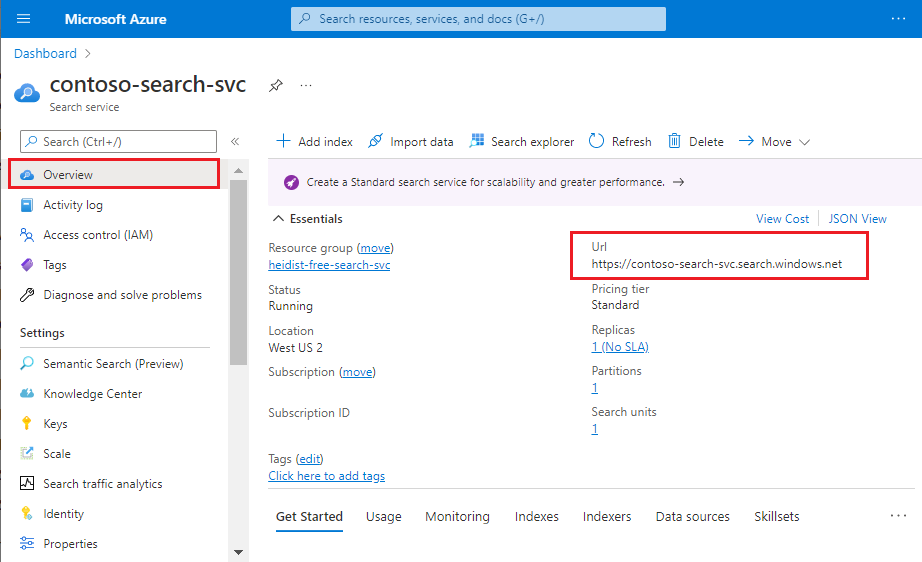 Microsoft Azure
Search resources, services, and docs (G+/)
Dashboard
contoso-search-svc
Search service
Search (Ctrl+/)
Overview
Activity log
Access control (IAM)
Tags
Diagnose and solve problems
Settings
Semantic Search (Preview)
Knowledge Center
Keys
Scale
Search traffic analytics
Identity
Properties
Add index
Import data
Search explorer
Refresh
Delete
Move
Create a Standard search service for scalability and greater performance.
Essentials
View Cost
JSON View
Resource group (move)
heidist-free-search-svc
Status
Running
Location
West US 2
Subscription (move)
Subscription ID
Url
https://contoso-search-svc.search.windows.net
Pricing tier
Standard
Replicas
1 (No SLA)
Partitions
1
Search units
1
Tags (edit)
Click here to add tags
Get Started
Usage
Monitoring
Indexes
Indexers
Data sources
Skillsets